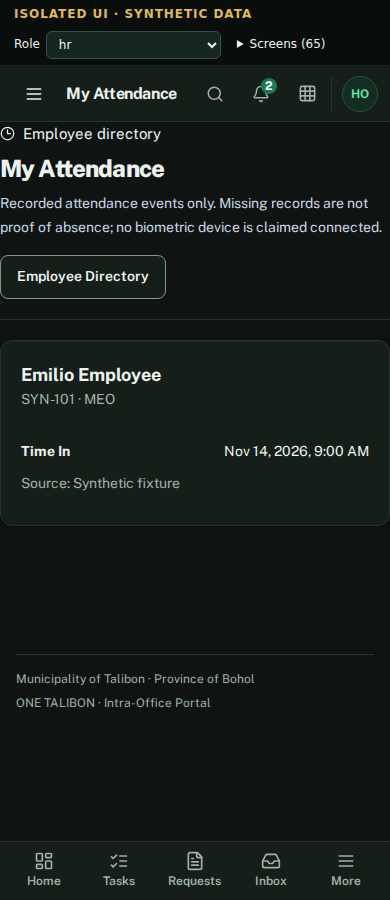 ISOLATED UI · SYNTHETIC DATA
Role hr Screens (65)
My Attendance 2 HO
Employee directory
My Attendance
Recorded attendance events only. Missing records are not
proof of absence; no biometric device is claimed connected.
Employee Directory
Emilio Employee
SYN-101 · MEO
Time In Nov 14, 2026, 9:00 AM
Source: Synthetic fixture
Municipality of Talibon · Province of Bohol
ONE TALIBON · Intra-Office Portal
Home Tasks Requests Inbox More